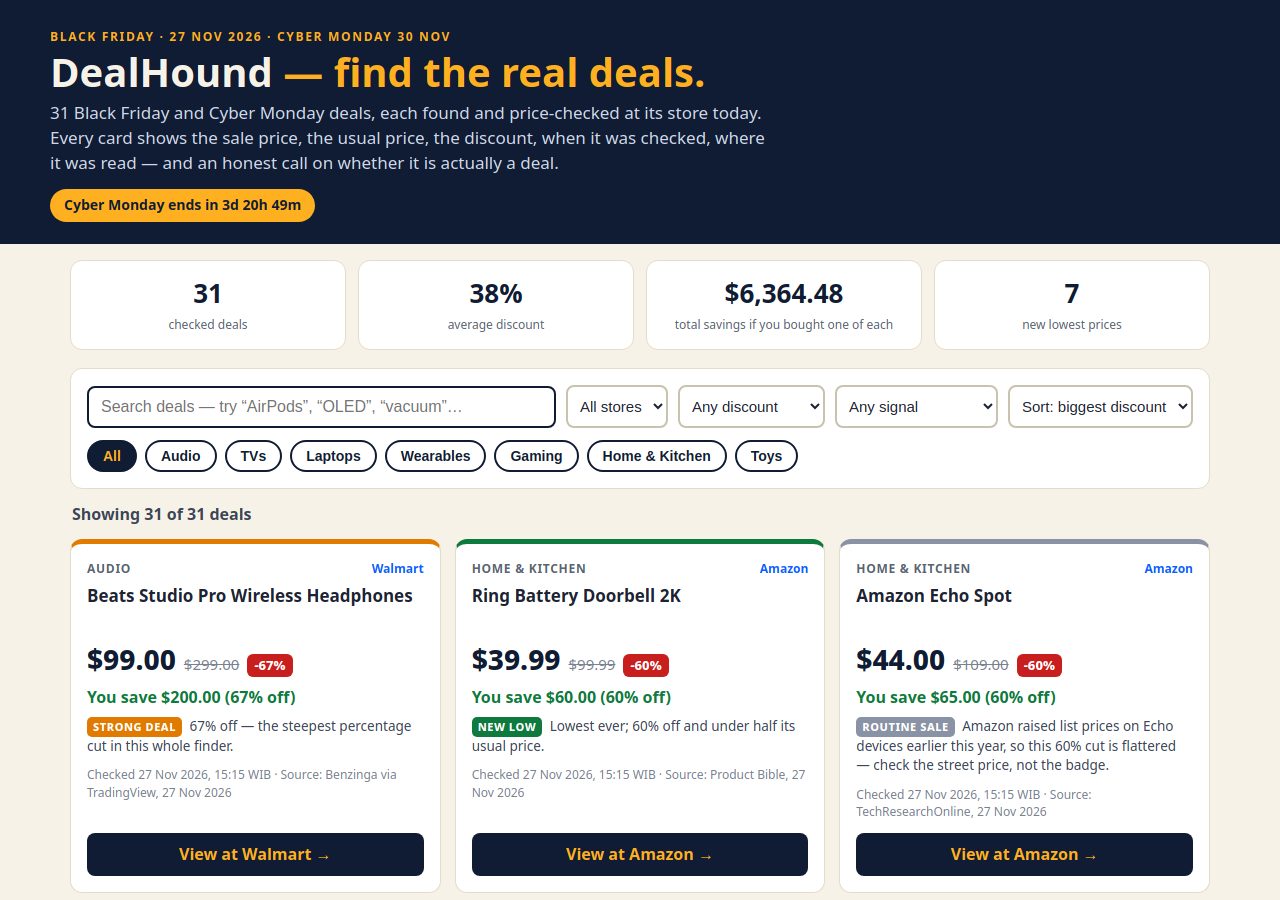 BLACK FRIDAY · 27 NOV 2026 · CYBER MONDAY 30 NOV
DealHound — find the real deals.
31 Black Friday and Cyber Monday deals, each found and price-checked at its store today.
Every card shows the sale price, the usual price, the discount, when it was checked, where
it was read — and an honest call on whether it is actually a deal.
Cyber Monday ends in 3d 20h 49m
31
checked deals
38%
average discount
$6,364.48
total savings if you bought one of each
7
new lowest prices
Search deals — try “AirPods”, “OLED”, “vacuum”…
All stores
Any discount
Any signal
Sort: biggest discount
All
Audio
TVs
Laptops
Wearables
Gaming
Home & Kitchen
Toys
Showing 31 of 31 deals
AUDIO
Walmart
Beats Studio Pro Wireless Headphones
$99.00 $299.00 -67%
You save $200.00 (67% off)
STRONG DEAL 67% off — the steepest percentage
cut in this whole finder.
Checked 27 Nov 2026, 15:15 WIB · Source: Benzinga via
TradingView, 27 Nov 2026
View at Walmart →
HOME & KITCHEN
Amazon
Ring Battery Doorbell 2K
$39.99 $99.99 -60%
You save $60.00 (60% off)
NEW LOW Lowest ever; 60% off and under half its
usual price.
Checked 27 Nov 2026, 15:15 WIB · Source: Product Bible, 27
Nov 2026
View at Amazon →
HOME & KITCHEN
Amazon
Amazon Echo Spot
$44.00 $109.00 -60%
You save $65.00 (60% off)
ROUTINE SALE Amazon raised list prices on Echo
devices earlier this year, so this 60% cut is flattered
— check the street price, not the badge.
Checked 27 Nov 2026, 15:15 WIB · Source:
TechResearchOnline, 27 Nov 2026
View at Amazon →